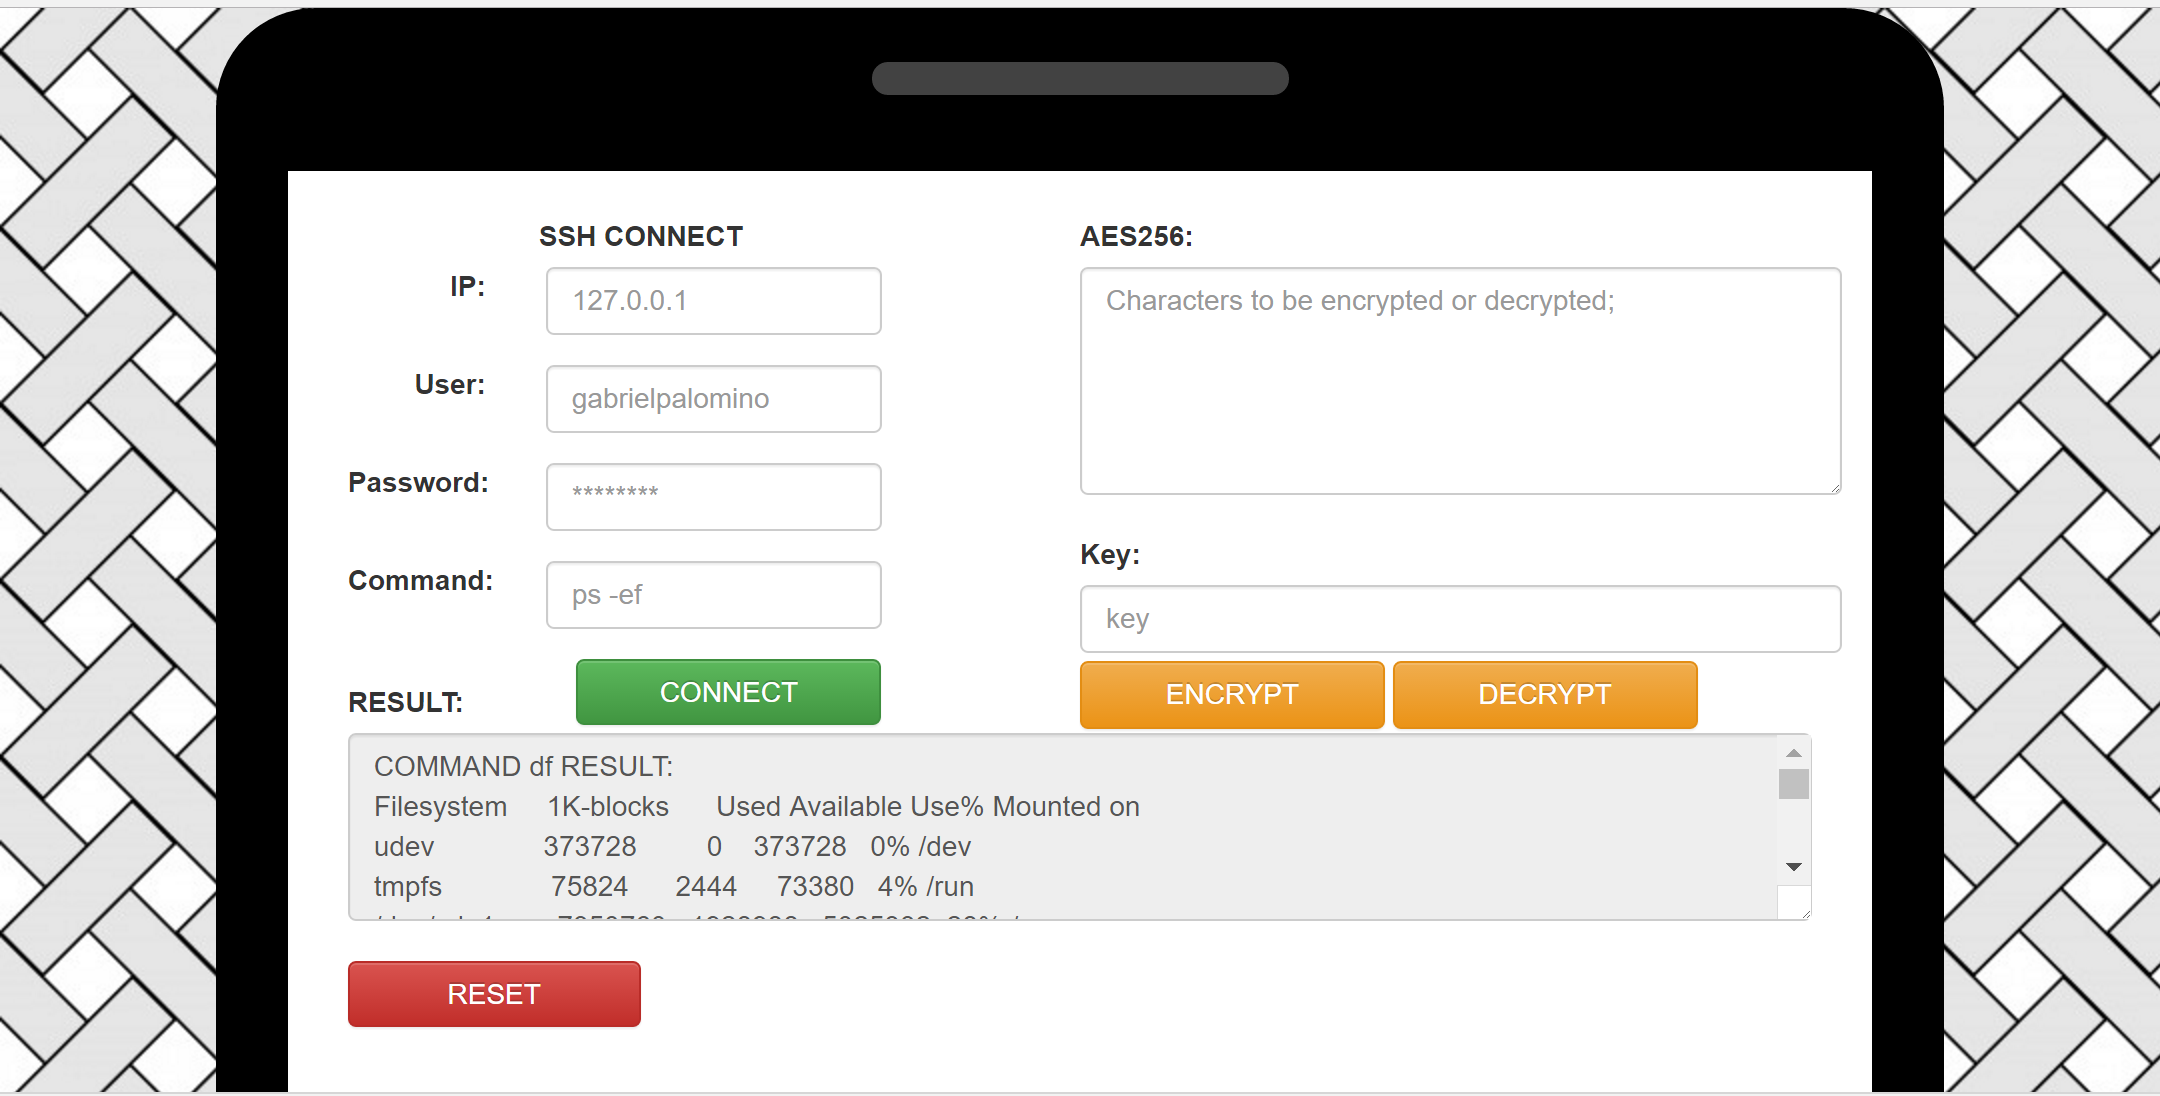 SSH CONNECT
IP:
127.0.0.1
User:
gabrielpalomino
Password:
********
Command:
ps -ef
CONNECT
AES256:
Characters to be encrypted or decrypted;
Key:
key
ENCRYPT
DECRYPT
RESULT:
COMMAND df RESULT:
Filesystem 1K-blocks Used Available Use% Mounted on
udev 373728 0 373728 0% /dev
tmpfs 75824 2444 73380 4% /run
RESET